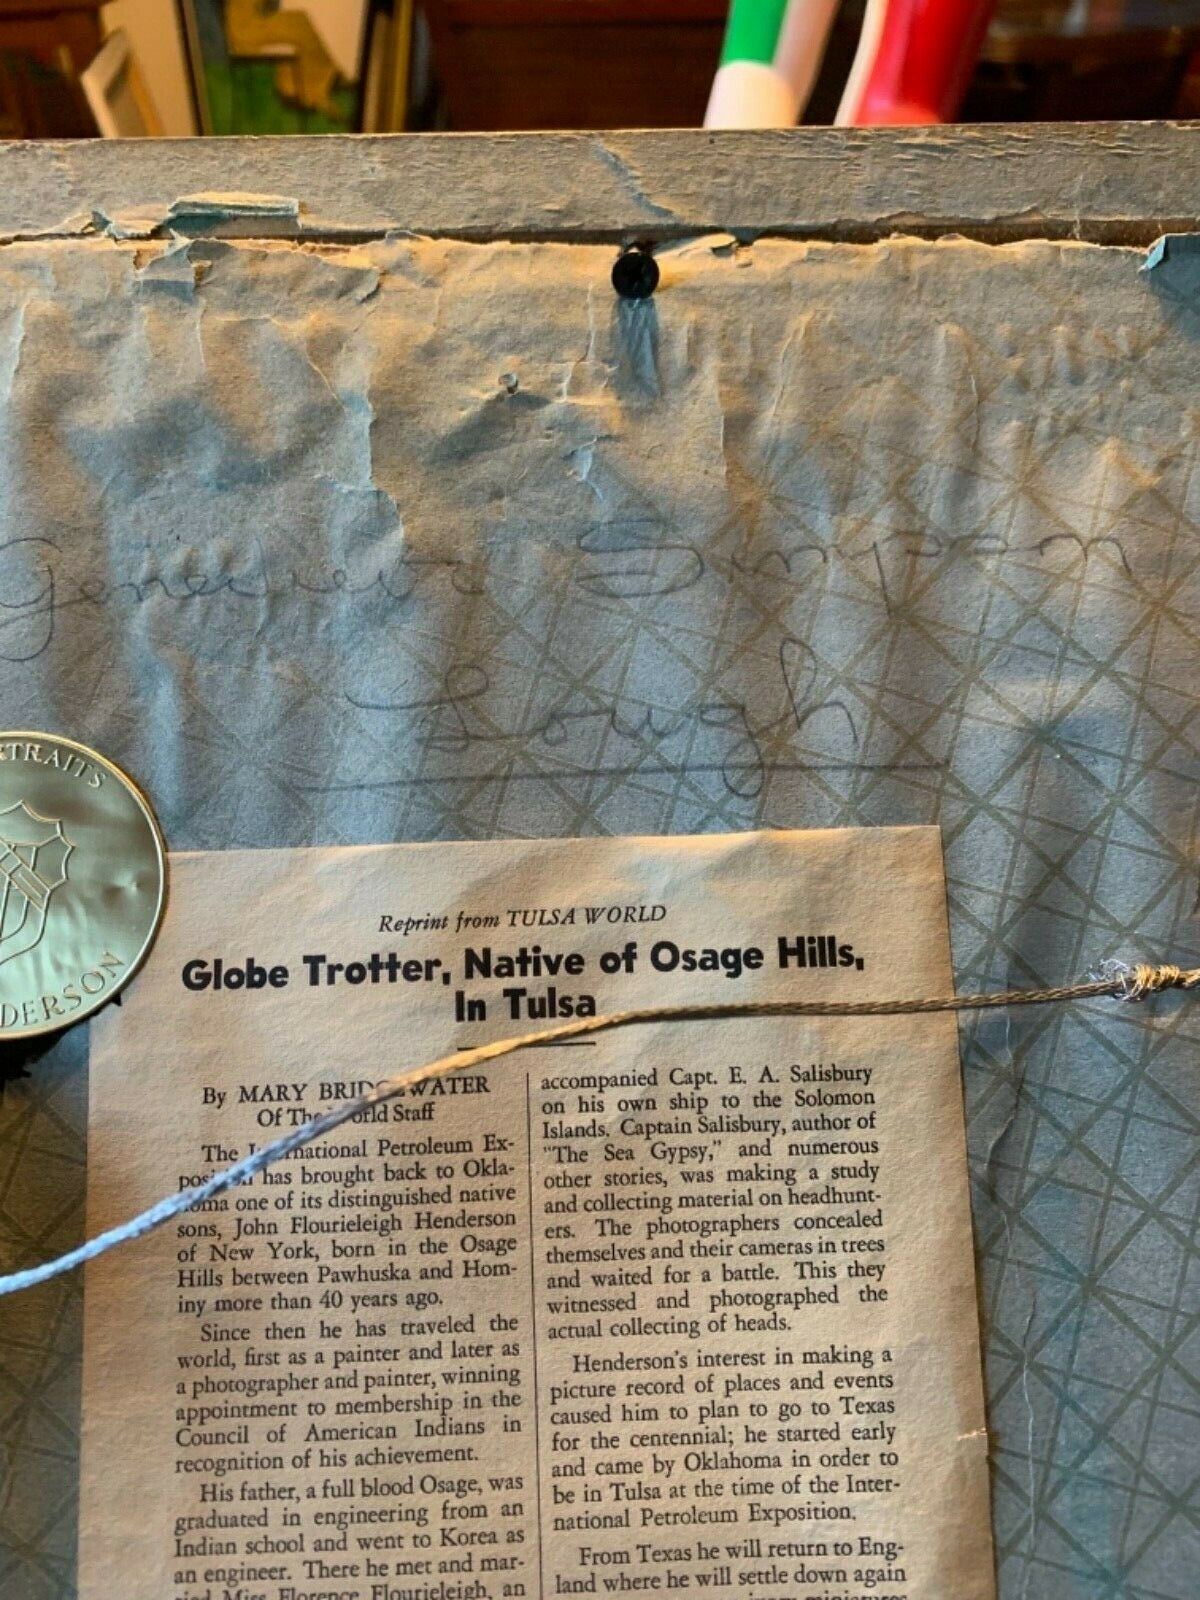 Genevieve Simpson
Lough
RTRAITS
DERSON
Reprint from TULSA WORLD
Globe Trotter, Native of Osage Hills,
In Tulsa
By MARY BRIDGEWATER
Of The World Staff
The International Petroleum Ex-
position has brought back to Okla-
homa one of its distinguished native
sons, John Flourieleigh Henderson
of New York, born in the Osage
Hills between Pawhuska and Hom-
iny more than 40 years ago.
Since then he has traveled the
world, first as a painter and later as
a photographer and painter, winning
appointment to membership in the
Council of American Indians in
recognition of his achievement.
His father, a full blood Osage, was
graduated in engineering from an
Indian school and went to Korea as
an engineer. There he met and mar-
ried Miss Florence Flourieleigh, an
accompanied Capt. E. A. Salisbury
on his own ship to the Solomon
Islands. Captain Salisbury, author of
"The Sea Gypsy," and numerous
other stories, was making a study
and collecting material on headhunt-
ers. The photographers concealed
themselves and their cameras in trees
and waited for a battle. This they
witnessed and photographed the
actual collecting of heads.
Henderson's interest in making a
picture record of places and events
caused him to plan to go to Texas
for the centennial; he started early
and came by Oklahoma in order to
be in Tulsa at the time of the Inter-
national Petroleum Exposition.
From Texas he will return to Eng-
land where he will settle down again
miniatures